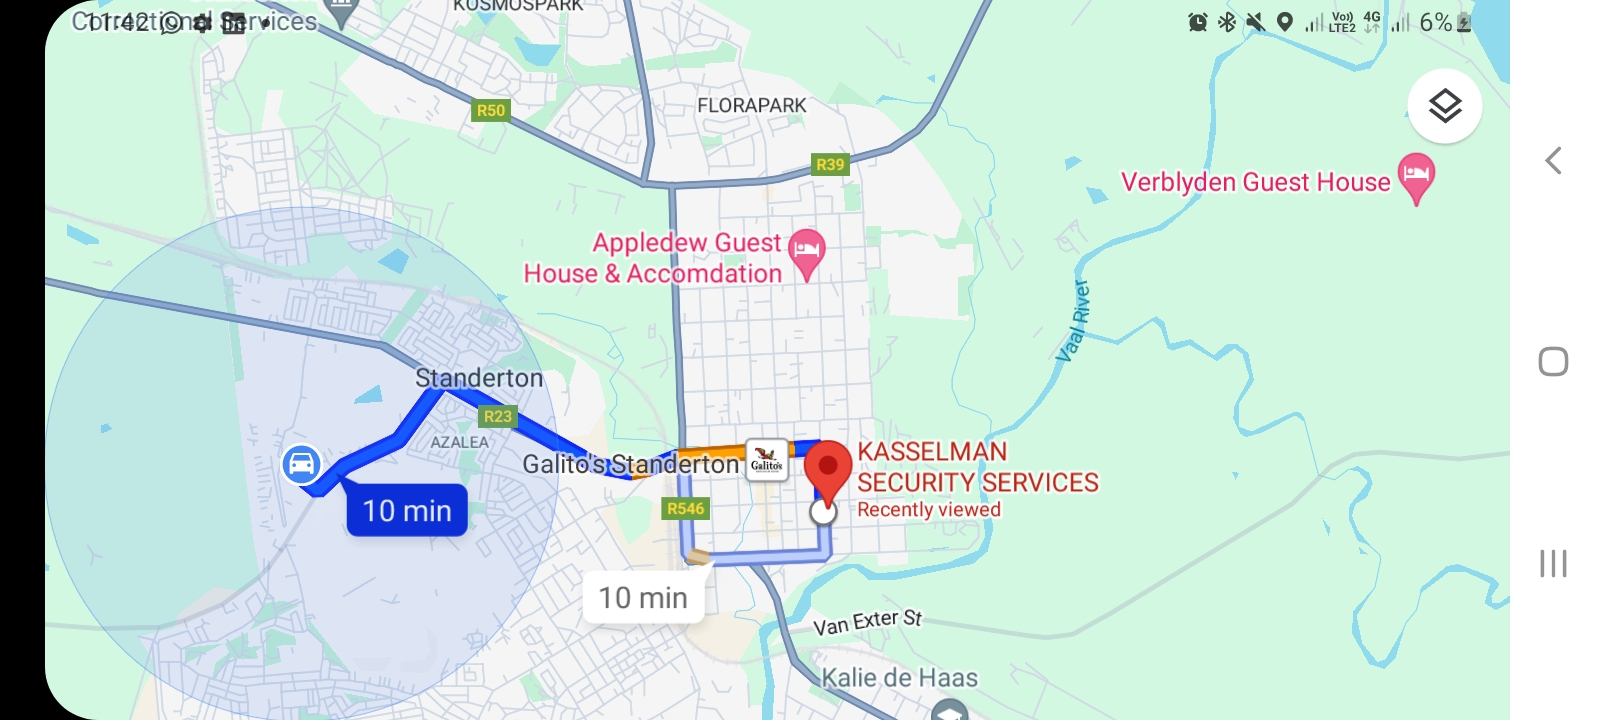 Correctional Services
11:42
Vo))
LTE2
4G
6%
KOSMOSPARK
R50
FLORAPARK
R39
Verblyden Guest House
Appledew Guest
House & Accomdation
Vaal River
Standerton
R23
AZALEA
Galito's Standerton
Galito's
KASSELMAN
SECURITY SERVICES
Recently viewed
10 min
R546
10 min
Van Exter St
Kalie de Haas